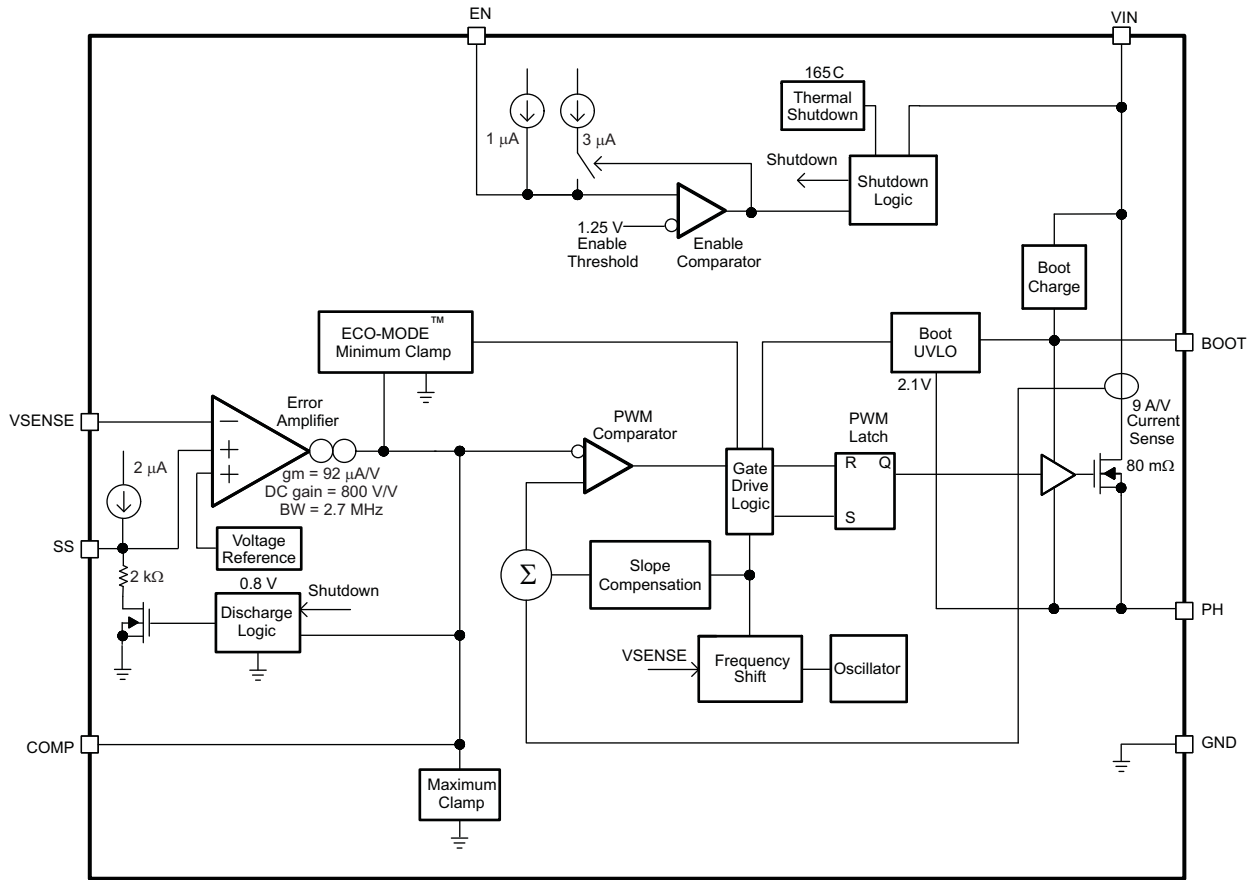 EN
VIN
165C
Thermal
Shutdown
1 μA
3 μA
Shutdown
Shutdown
Logic
1.25 V
Enable
Threshold
Enable
Comparator
Boot
Charge
ECO-MODE™
Minimum Clamp
Boot
UVLO
BOOT
2.1V
9 A/V
Current
Sense
80 mΩ
VSENSE
Error
Amplifier
−
+
+
PWM
Comparator
PWM
Latch
gm = 92 μA/V
DC gain = 800 V/V
BW = 2.7 MHz
2 μA
Gate
Drive
Logic
R Q
S
SS
Voltage
Reference
2 kΩ
0.8 V
Shutdown
Discharge
Logic
Σ
Slope
Compensation
PH
VSENSE
Frequency
Shift
Oscillator
COMP
GND
Maximum
Clamp